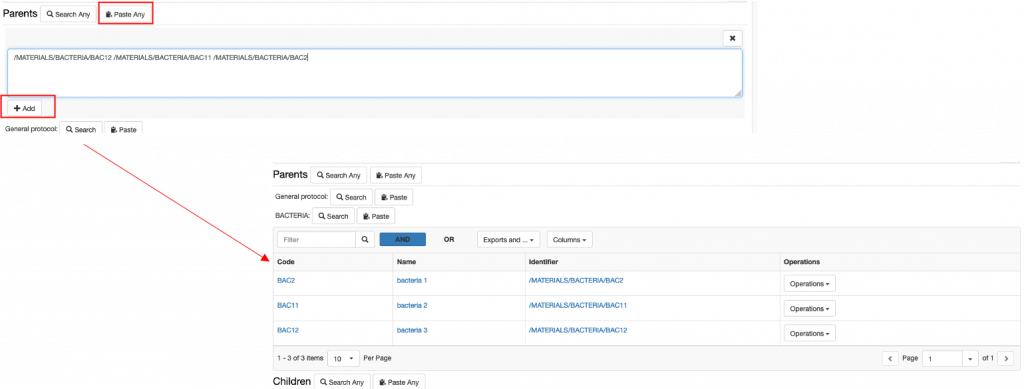 Parents Search Any Paste Any
✖
/MATERIALS/BACTERIA/BAC12 /MATERIALS/BACTERIA/BAC11 /MATERIALS/BACTERIA/BAC2
+ Add
General protocol: Search Paste
Parents Search Any Paste Any
General protocol: Search Paste
BACTERIA: Search Paste
Filter AND OR Exports and ... Columns
Code Name Identifier Operations
BAC2 bacteria 1 /MATERIALS/BACTERIA/BAC2 Operations
BAC11 bacteria 2 /MATERIALS/BACTERIA/BAC11 Operations
BAC12 bacteria 3 /MATERIALS/BACTERIA/BAC12 Operations
1 - 3 of 3 items 10 Per Page < Page 1 of 1 >
Children Search Any Paste Any